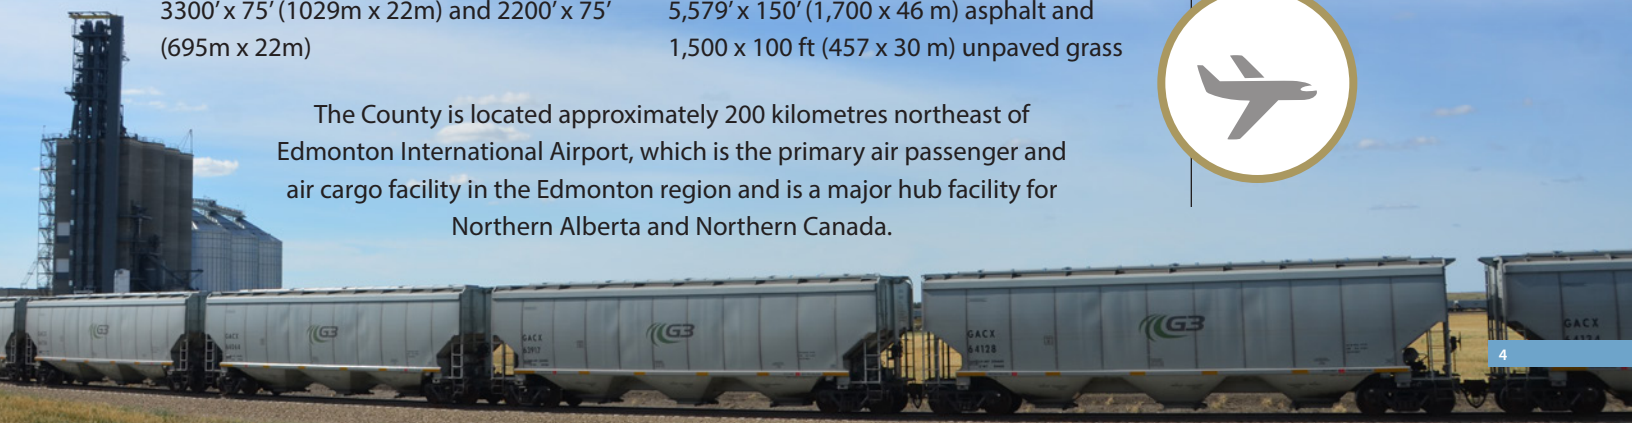 3300' x 75' (1029m x 22m) and 2200' x 75'
(695m x 22m)
5,579' x 150' (1,700 x 46 m) asphalt and
1,500 x 100 ft (457 x 30 m) unpaved grass
The County is located approximately 200 kilometres northeast of
Edmonton International Airport, which is the primary air passenger and
air cargo facility in the Edmonton region and is a major hub facility for
Northern Alberta and Northern Canada.
G3
G3
G3
G3
GACX
GACX
63917
GACX
64128
GACX
4